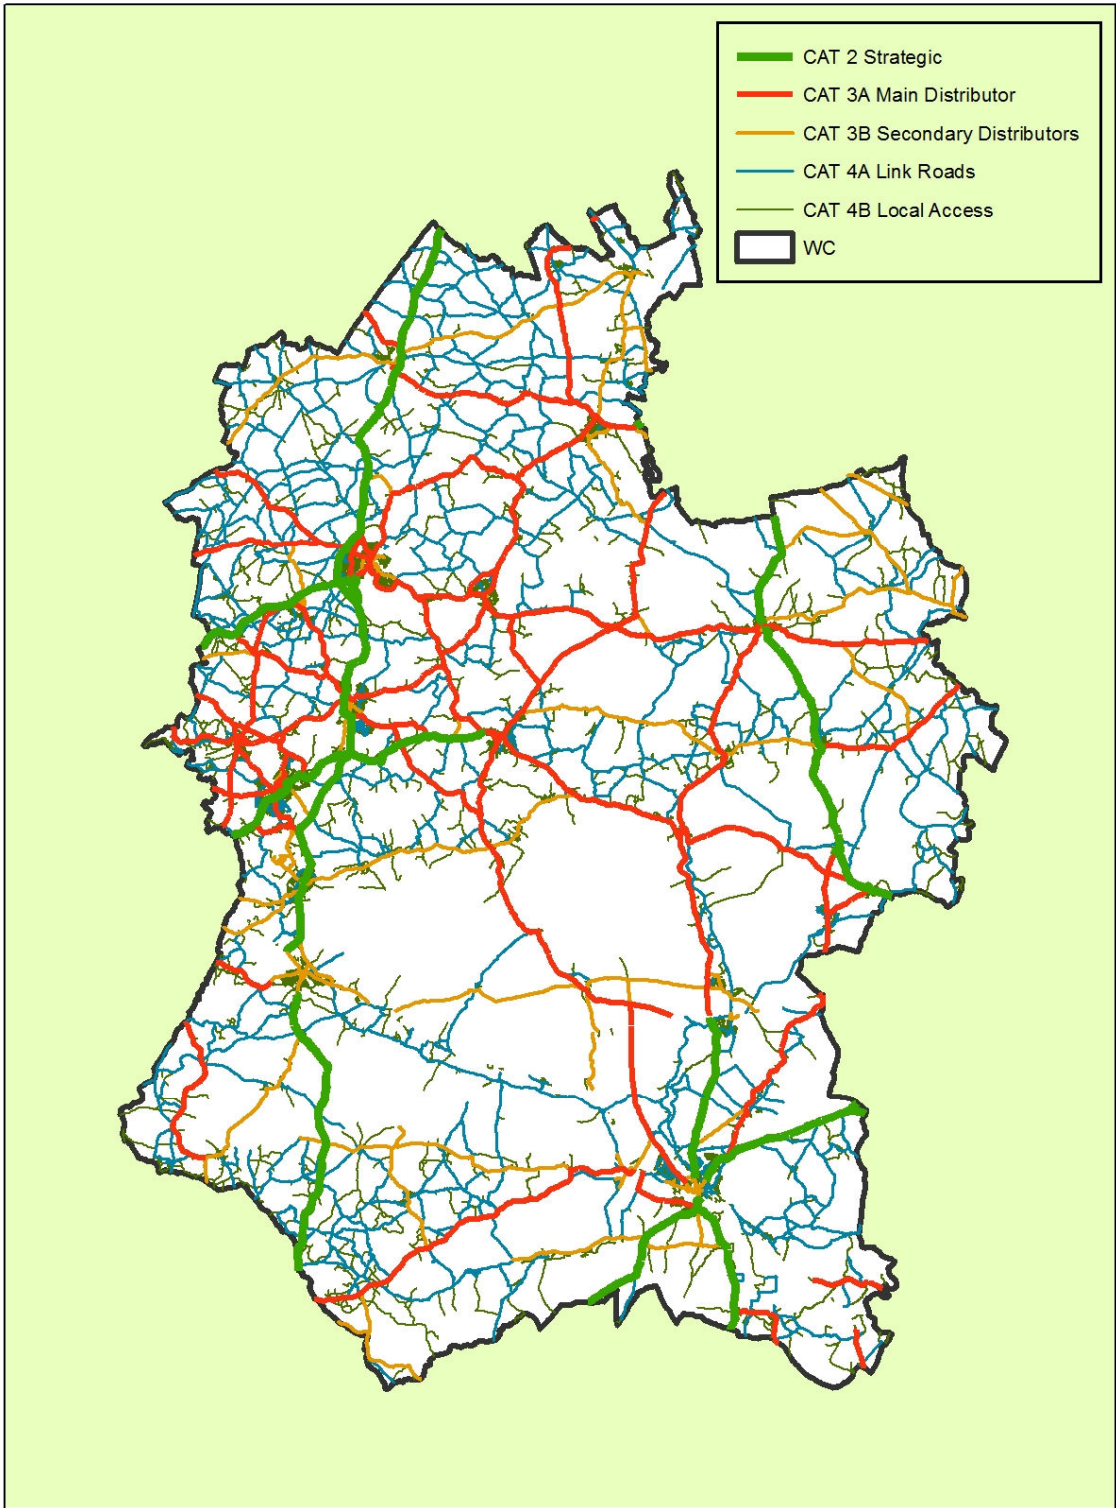 CAT 2 Strategic
CAT 3A Main Distributor
CAT 3B Secondary Distributors
CAT 4A Link Roads
CAT 4B Local Access
WC